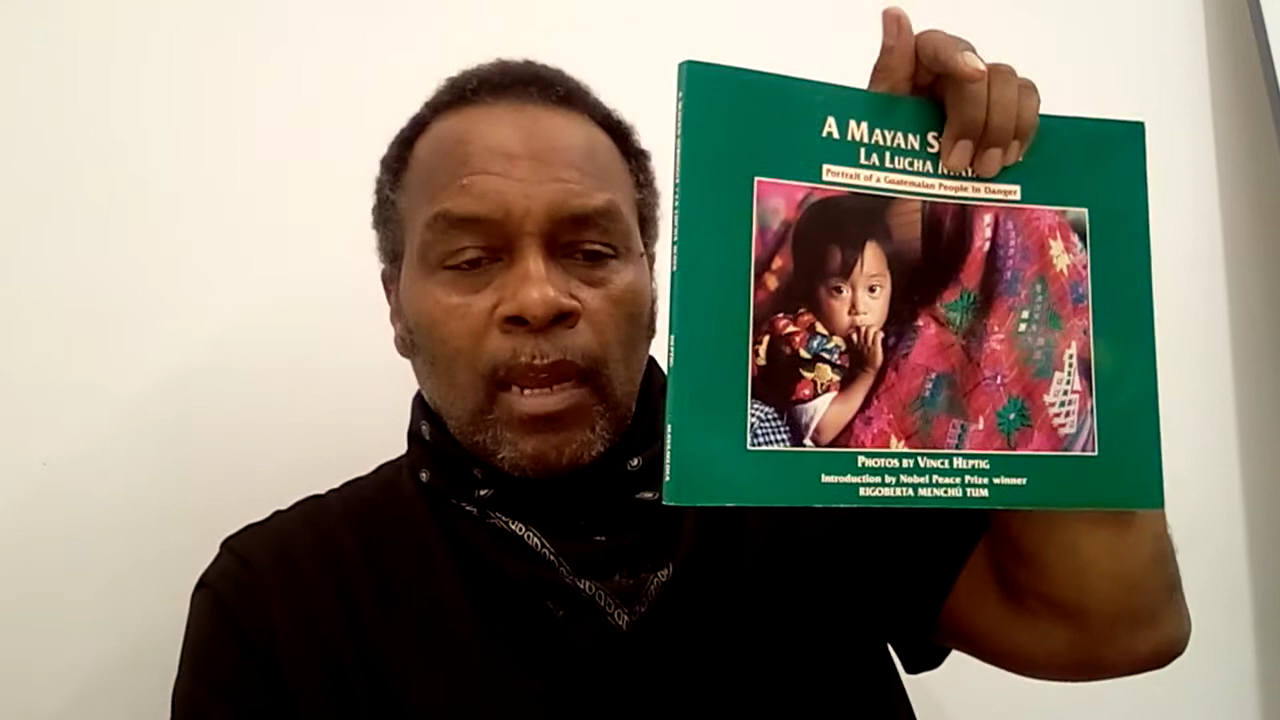 A MAYAN
LA LUCHA
Portrait of a Guatemalan People in Danger
PHOTOS BY VINCE HEPTIG
Introduction by Nobel Peace Prize winner
RIGOBERTA MENCHÚ TUM